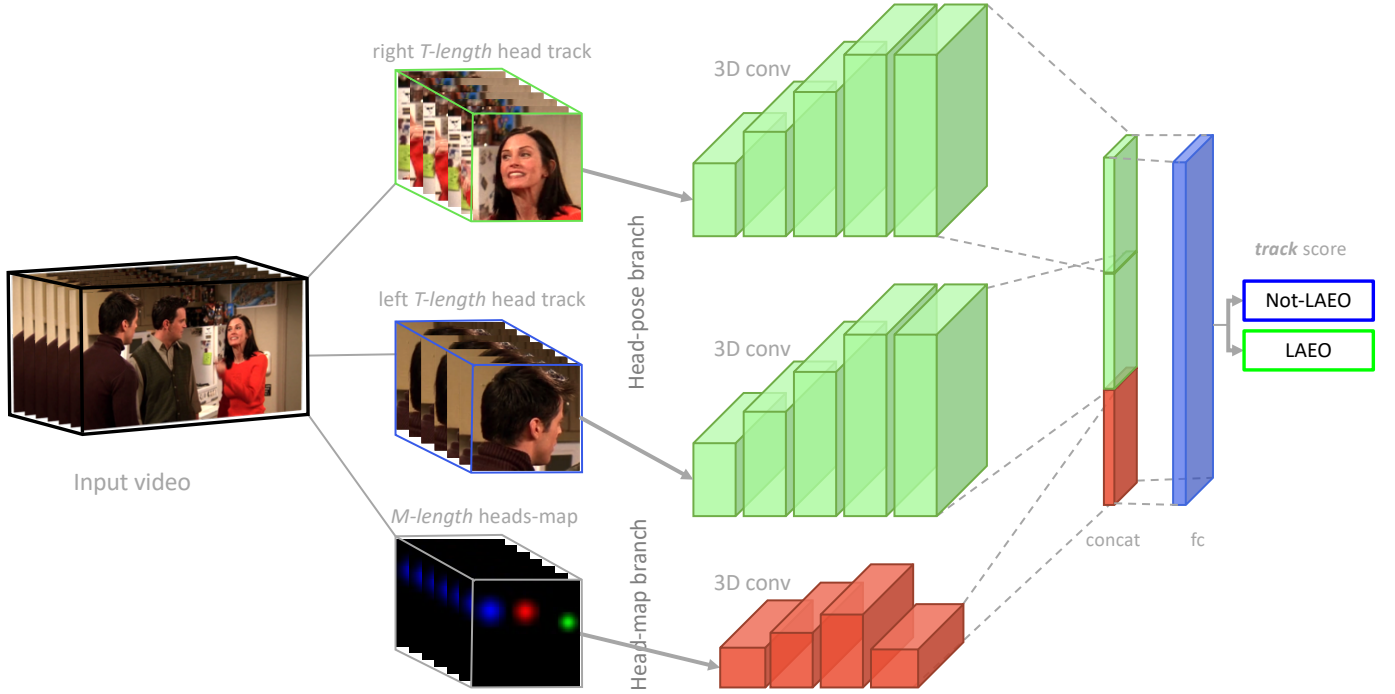 right T-length head track
3D conv
Head-pose branch
track score
Not-LAEO
LAEO
left T-length head track
3D conv
Input video
M-length heads-map
Head-map branch
3D conv
concat
fc